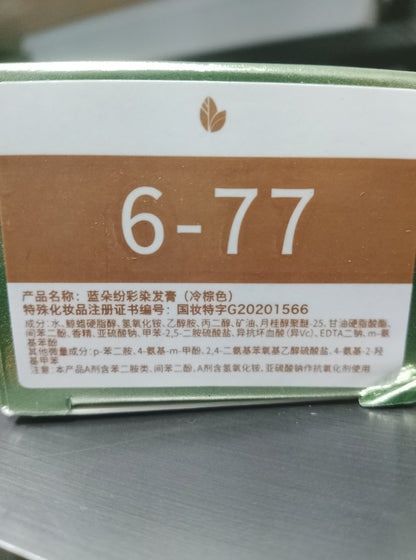 6-77
产品名称：蓝朵纷彩染发膏（冷棕色）
特殊化妆品注册证书编号：国妆特字G20201566
成分：水、鲸蜡硬脂醇、氢氧化铵、乙醇胺、丙二醇、矿油、月桂醇聚醚-25、甘油硬脂酸酯、
间苯二酚、香精、亚硫酸钠、甲苯-2,5-二胺硫酸盐、异抗坏血酸（异Vc）、EDTA二钠、m-氨
基苯酚
其他微量成分：p-苯二胺、4-氨基-m-甲酚、2,4-二氨基苯氧基乙醇硫酸盐、4-氨基-2-羟
基甲苯
注意：本产品A剂含苯二胺类、间苯二酚、A剂含氢氧化铵、亚硫酸钠作抗氧化剂使用